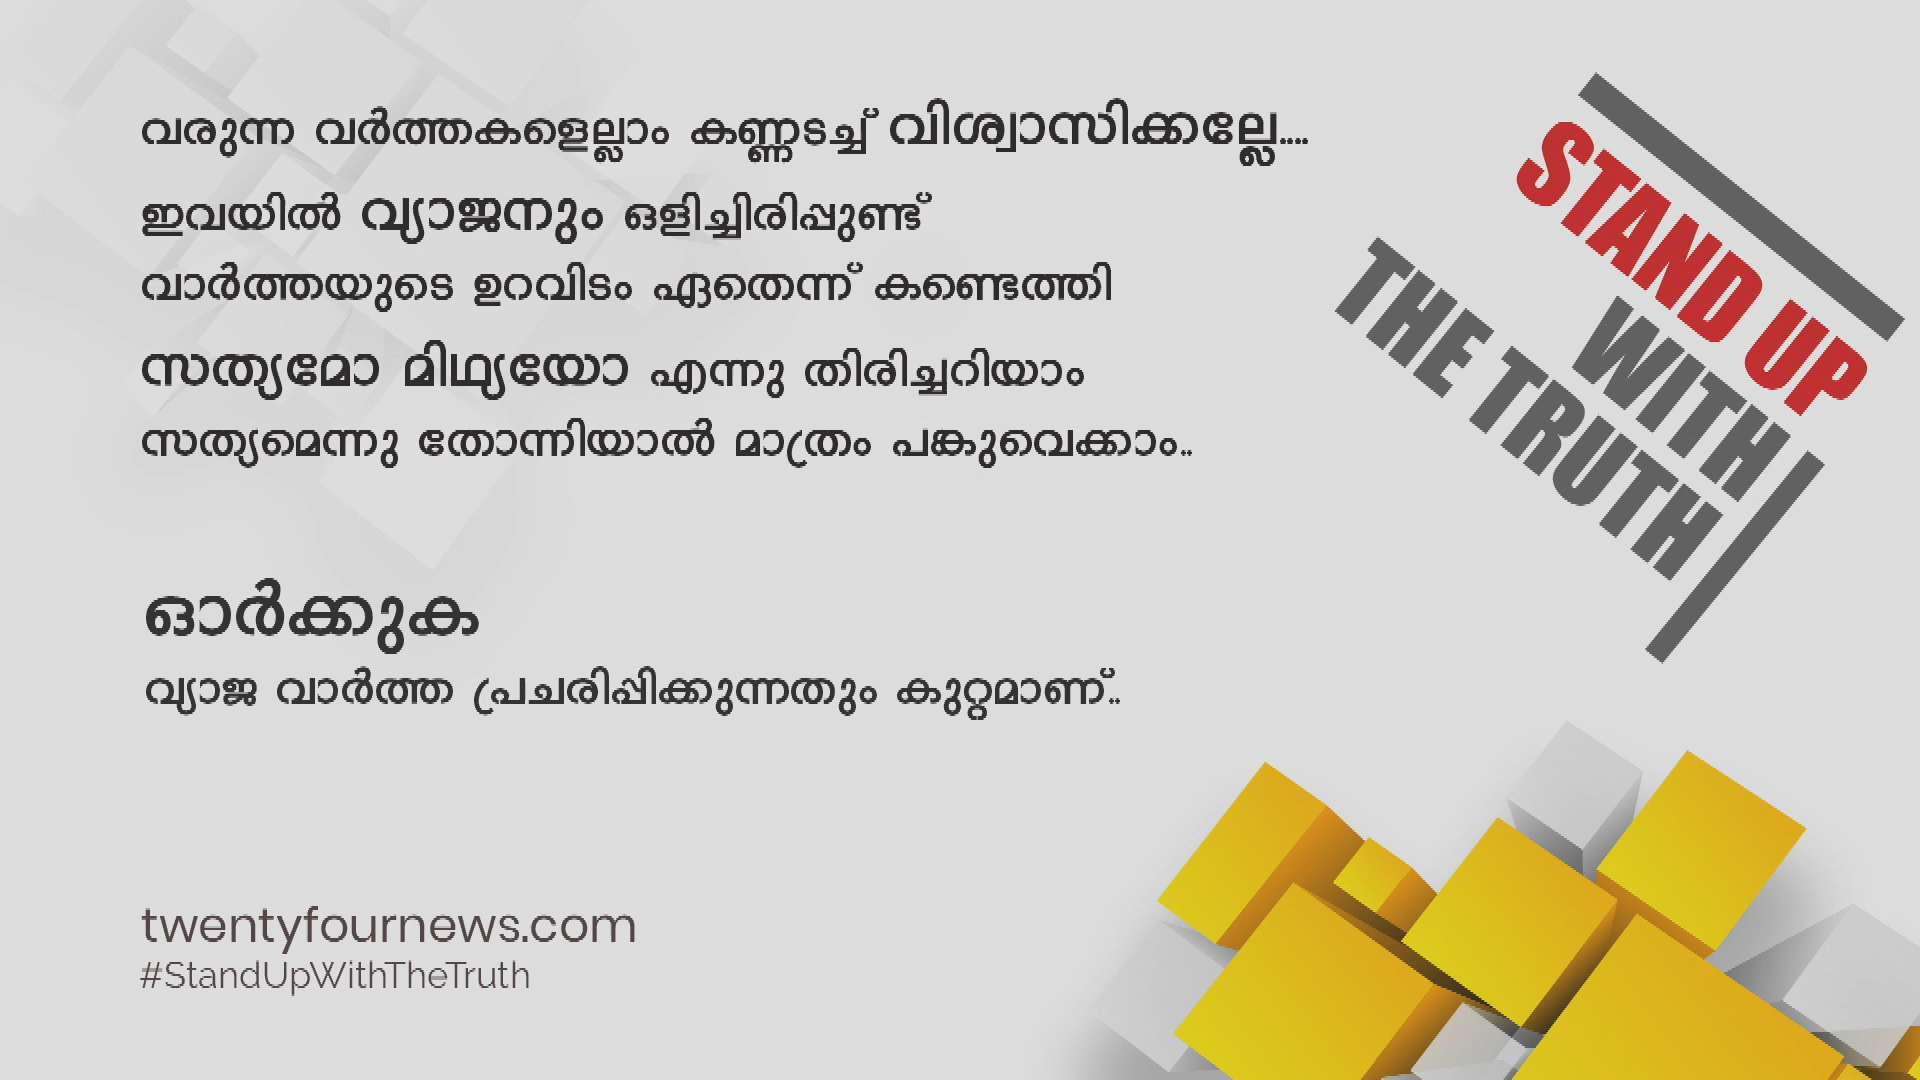 വരുന്ന വർത്തകളെല്ലാം കണ്ണടച്ച് വിശ്വാസിക്കല്ലേ....
ഇവയിൽ വ്യാജനും ഒളിച്ചിരിപ്പുണ്ട്
വാർത്തയുടെ ഉറവിടം ഏതെന്ന് കണ്ടെത്തി
സത്യമോ മിഥ്യയോ എന്നു തിരിച്ചറിയാം
സത്യമെന്നു തോന്നിയാൽ മാത്രം പങ്കുവെക്കാം..
ഓർക്കുക
വ്യാജ വാർത്ത പ്രചരിപ്പിക്കുന്നതും കുറ്റമാണ്..
STAND UP
WITH
THE TRUTH
twentyfournews.com
#StandUpWithTheTruth